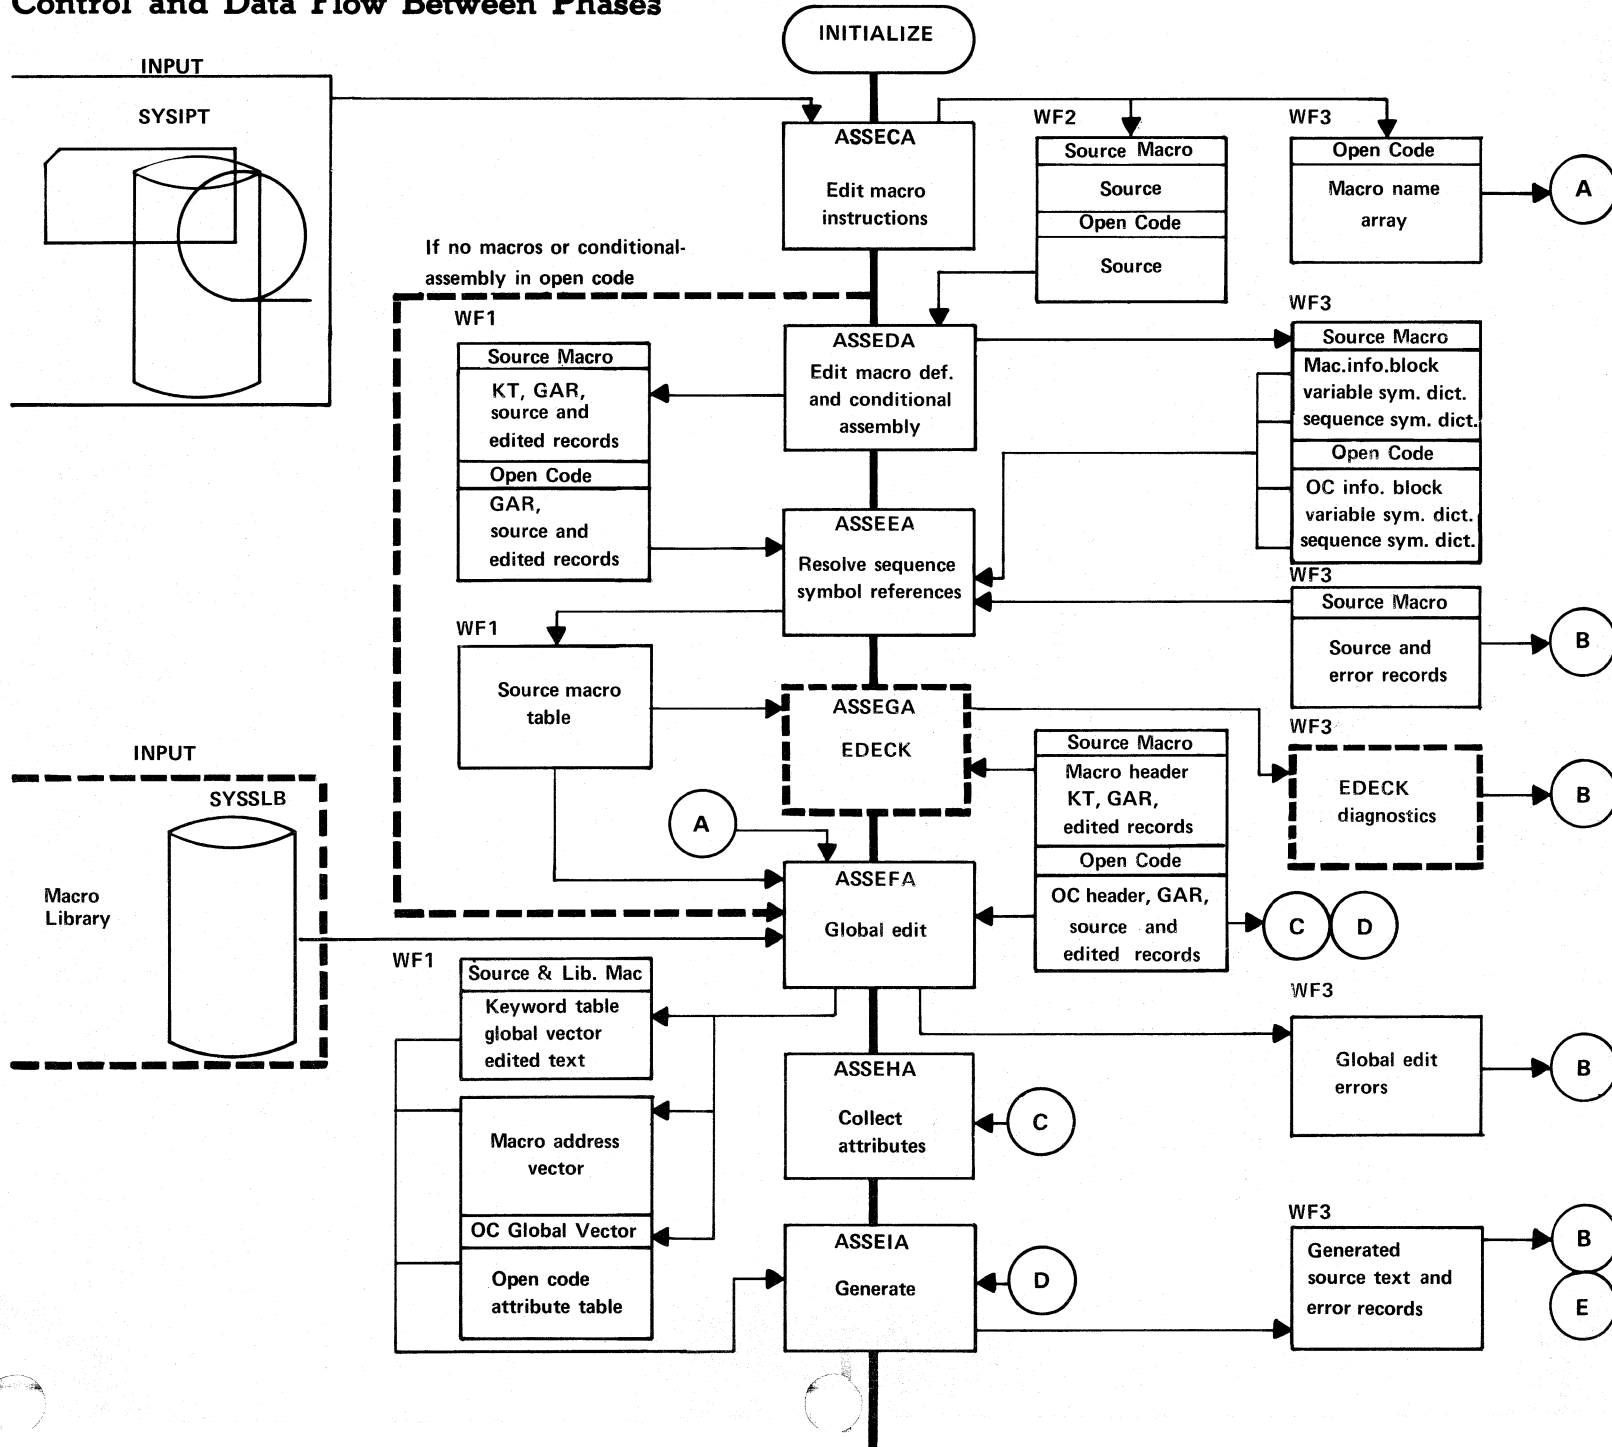 Control and Data Flow Between Phases
INITIALIZE
INPUT
SYSIPT
ASSECA
Edit macro
instructions
WF2
Source Macro
Source
Open Code
Source
WF3
Open Code
Macro name
array
A
If no macros or conditional-
assembly in open code
WF1
Source Macro
KT, GAR,
source and
edited records
Open Code
GAR,
source and
edited records
ASSEDA
Edit macro def.
and conditional
assembly
WF3
Source Macro
Mac.info.block
variable sym. dict.
sequence sym. dict.
Open Code
OC info. block
variable sym. dict.
sequence sym. dict.
ASSEEA
Resolve sequence
symbol references
WF3
Source Macro
Source and
error records
B
WF1
Source macro
table
ASSEGA
EDECK
WF3
EDECK
diagnostics
B
Source Macro
Macro header
KT, GAR,
edited records
Open Code
OC header, GAR,
source and
edited records
C
D
INPUT
SYSSLB
Macro
Library
A
ASSEFA
Global edit
WF1
Source & Lib. Mac
Keyword table
global vector
edited text
Macro address
vector
OC Global Vector
Open code
attribute table
WF3
Global edit
errors
B
ASSEHA
Collect
attributes
C
ASSEIA
Generate
D
WF3
Generated
source text and
error records
B
E